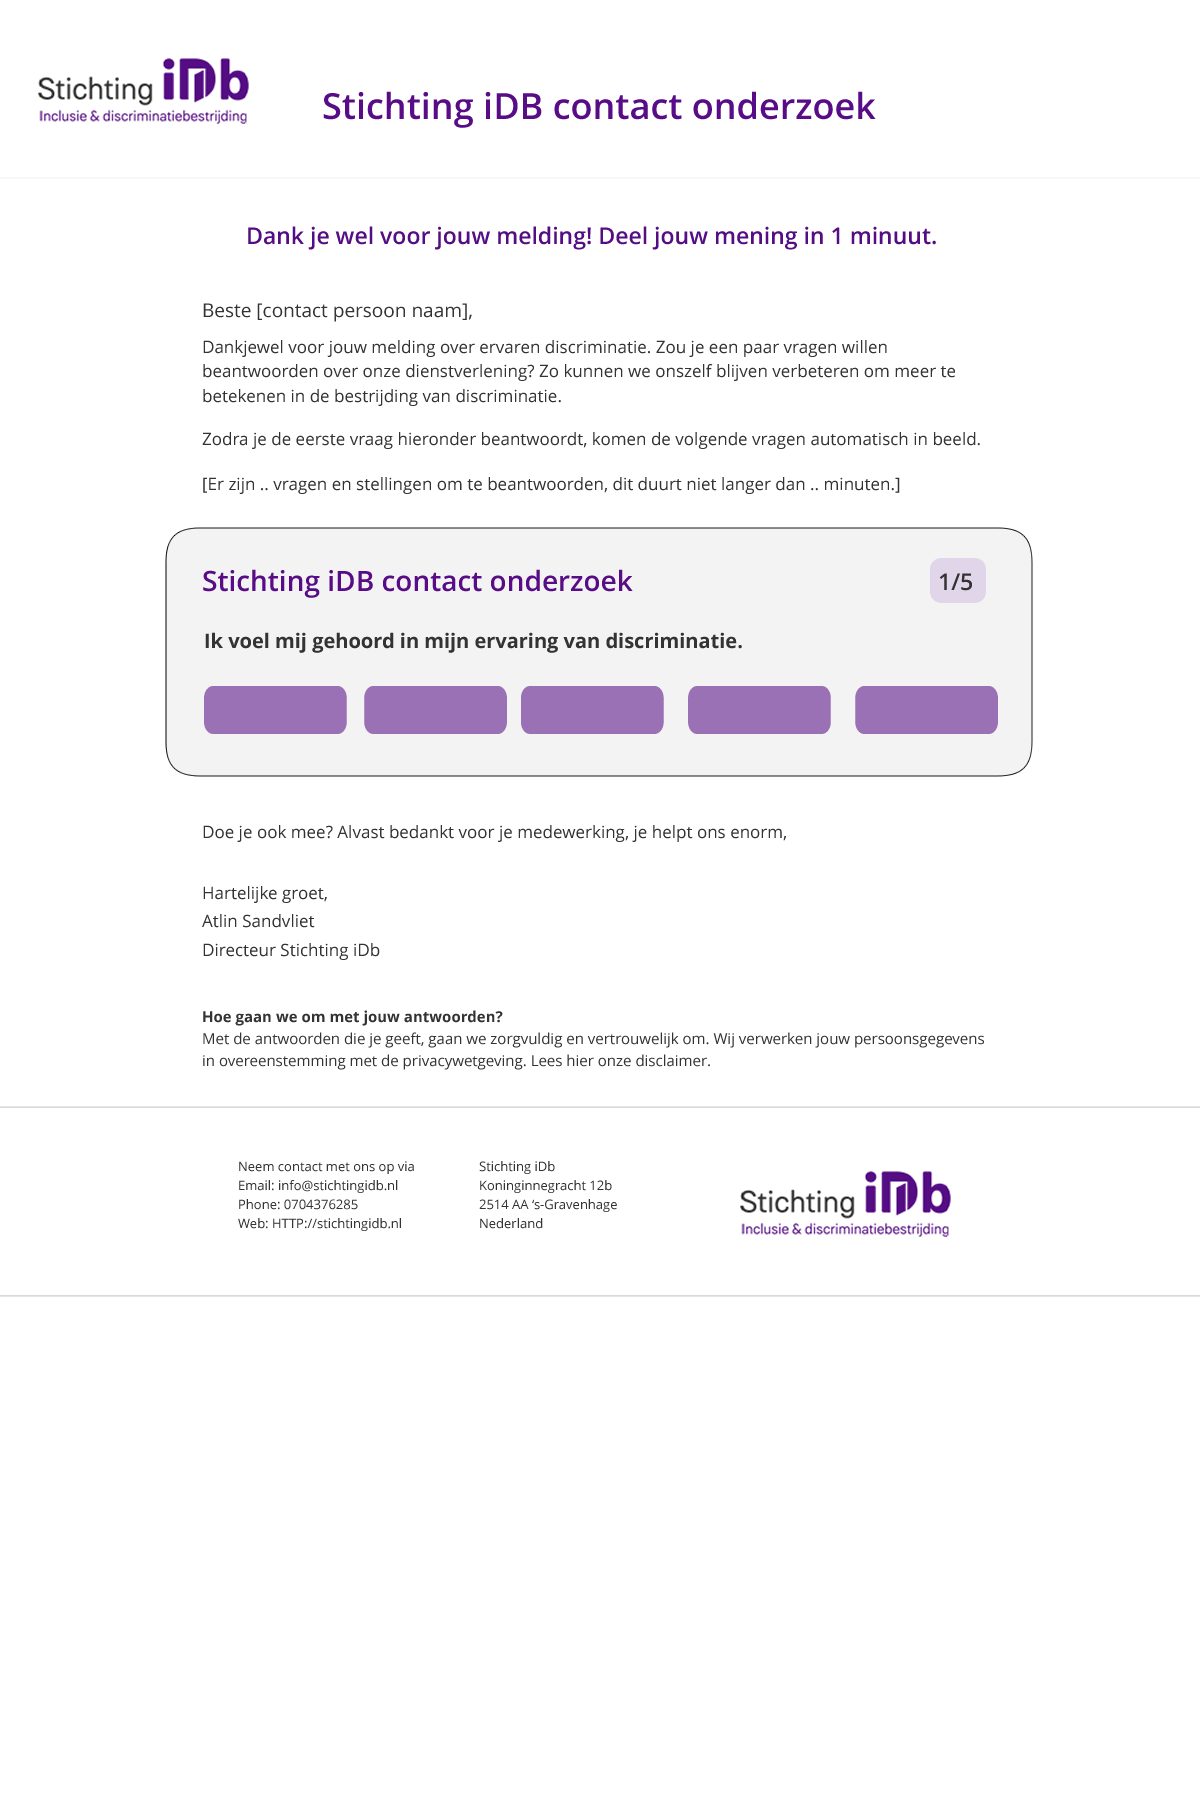 Stichting iDb
Inclusie & discriminatiebestrijding
Stichting iDB contact onderzoek
Dank je wel voor jouw melding! Deel jouw mening in 1 minuut.
Beste [contact persoon naam],
Dankjewel voor jouw melding over ervaren discriminatie. Zou je een paar vragen willen
beantwoorden over onze dienstverlening? Zo kunnen we onszelf blijven verbeteren om meer te
betekenen in de bestrijding van discriminatie.
Zodra je de eerste vraag hieronder beantwoordt, komen de volgende vragen automatisch in beeld.
[Er zijn .. vragen en stellingen om te beantwoorden, dit duurt niet langer dan .. minuten.]
Stichting iDB contact onderzoek
1/5
Ik voel mij gehoord in mijn ervaring van discriminatie.
Doe je ook mee? Alvast bedankt voor je medewerking, je helpt ons enorm,
Hartelijke groet,
Atlin Sandvliet
Directeur Stichting iDb
Hoe gaan we om met jouw antwoorden?
Met de antwoorden die je geeft, gaan we zorgvuldig en vertrouwelijk om. Wij verwerken jouw persoonsgegevens
in overeenstemming met de privacywetgeving. Lees hier onze disclaimer.
Neem contact met ons op via
Email: info@stichtingidb.nl
Phone: 0704376285
Web: HTTP://stichtingidb.nl
Stichting iDb
Koninginnegracht 12b
2514 AA ‘s-Gravenhage
Nederland
Stichting iDb
Inclusie & discriminatiebestrijding